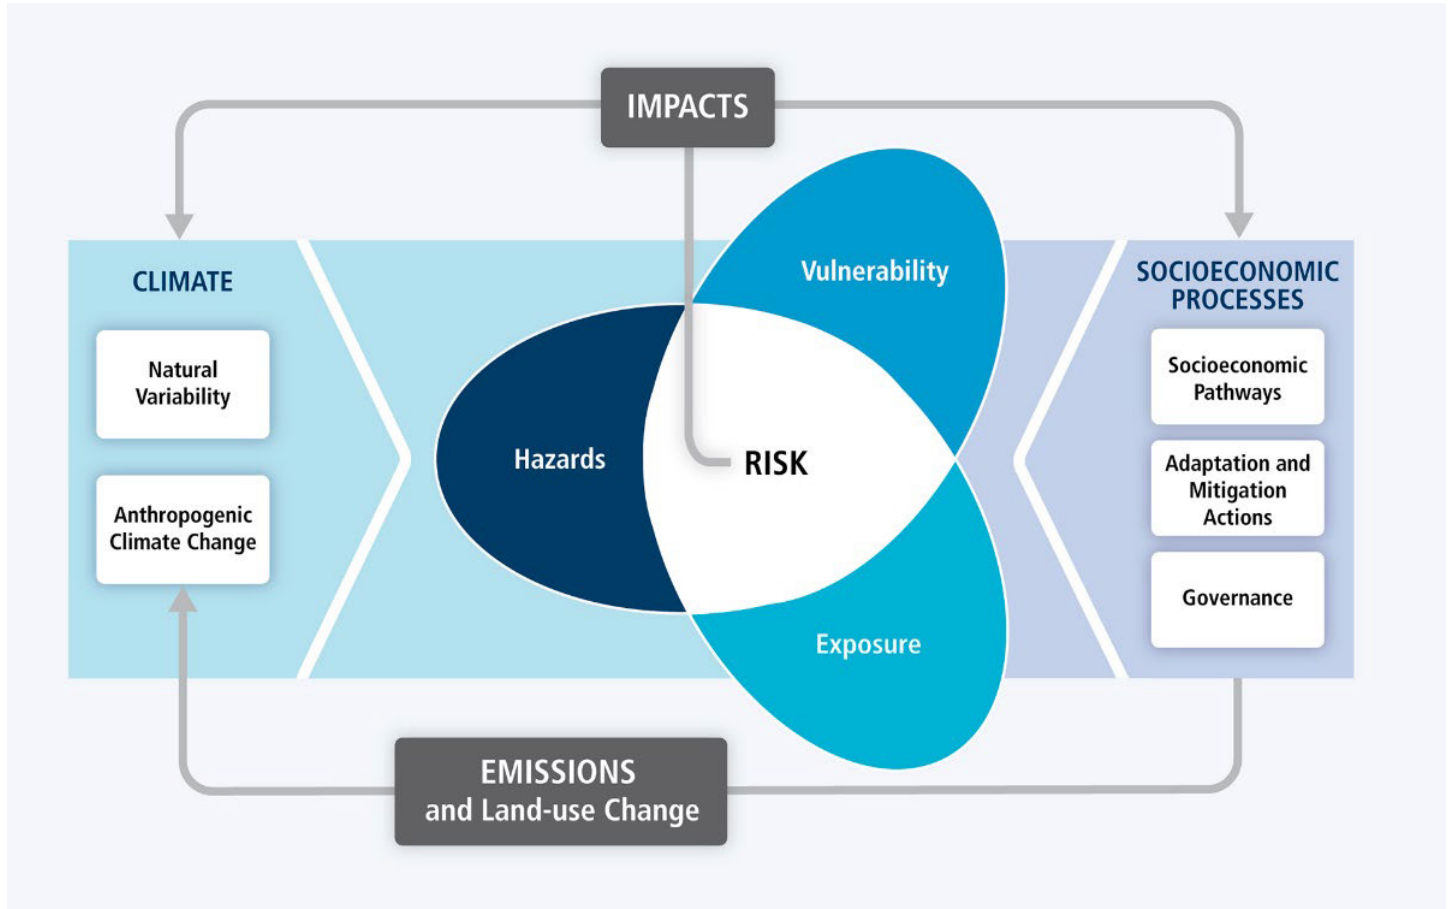 IMPACTS
CLIMATE
Natural
Variability
Anthropogenic
Climate Change
Vulnerability
Hazards
RISK
Exposure
SOCIOECONOMIC
PROCESSES
Socioeconomic
Pathways
Adaptation and
Mitigation
Actions
Governance
EMISSIONS
and Land-use Change